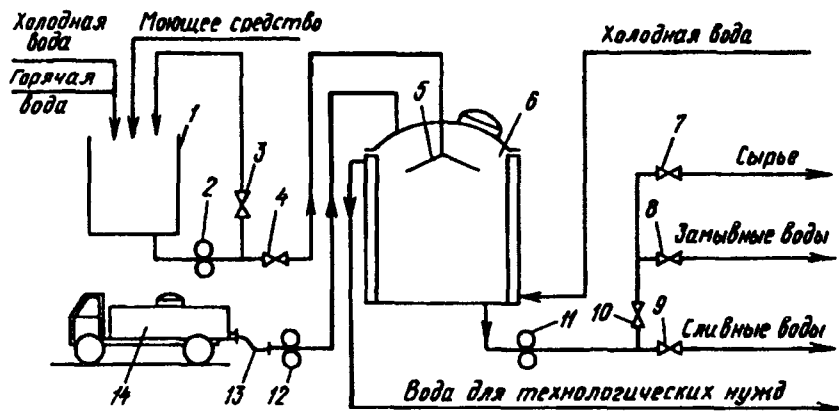 Холодная
вода
Моющее средство
Горячая
вода
Холодная вода
1
2
3
4
5
6
7
Сырье
8
Замывные воды
9
Сливные воды
10
11
12
13
14
Вода для технологических нужд